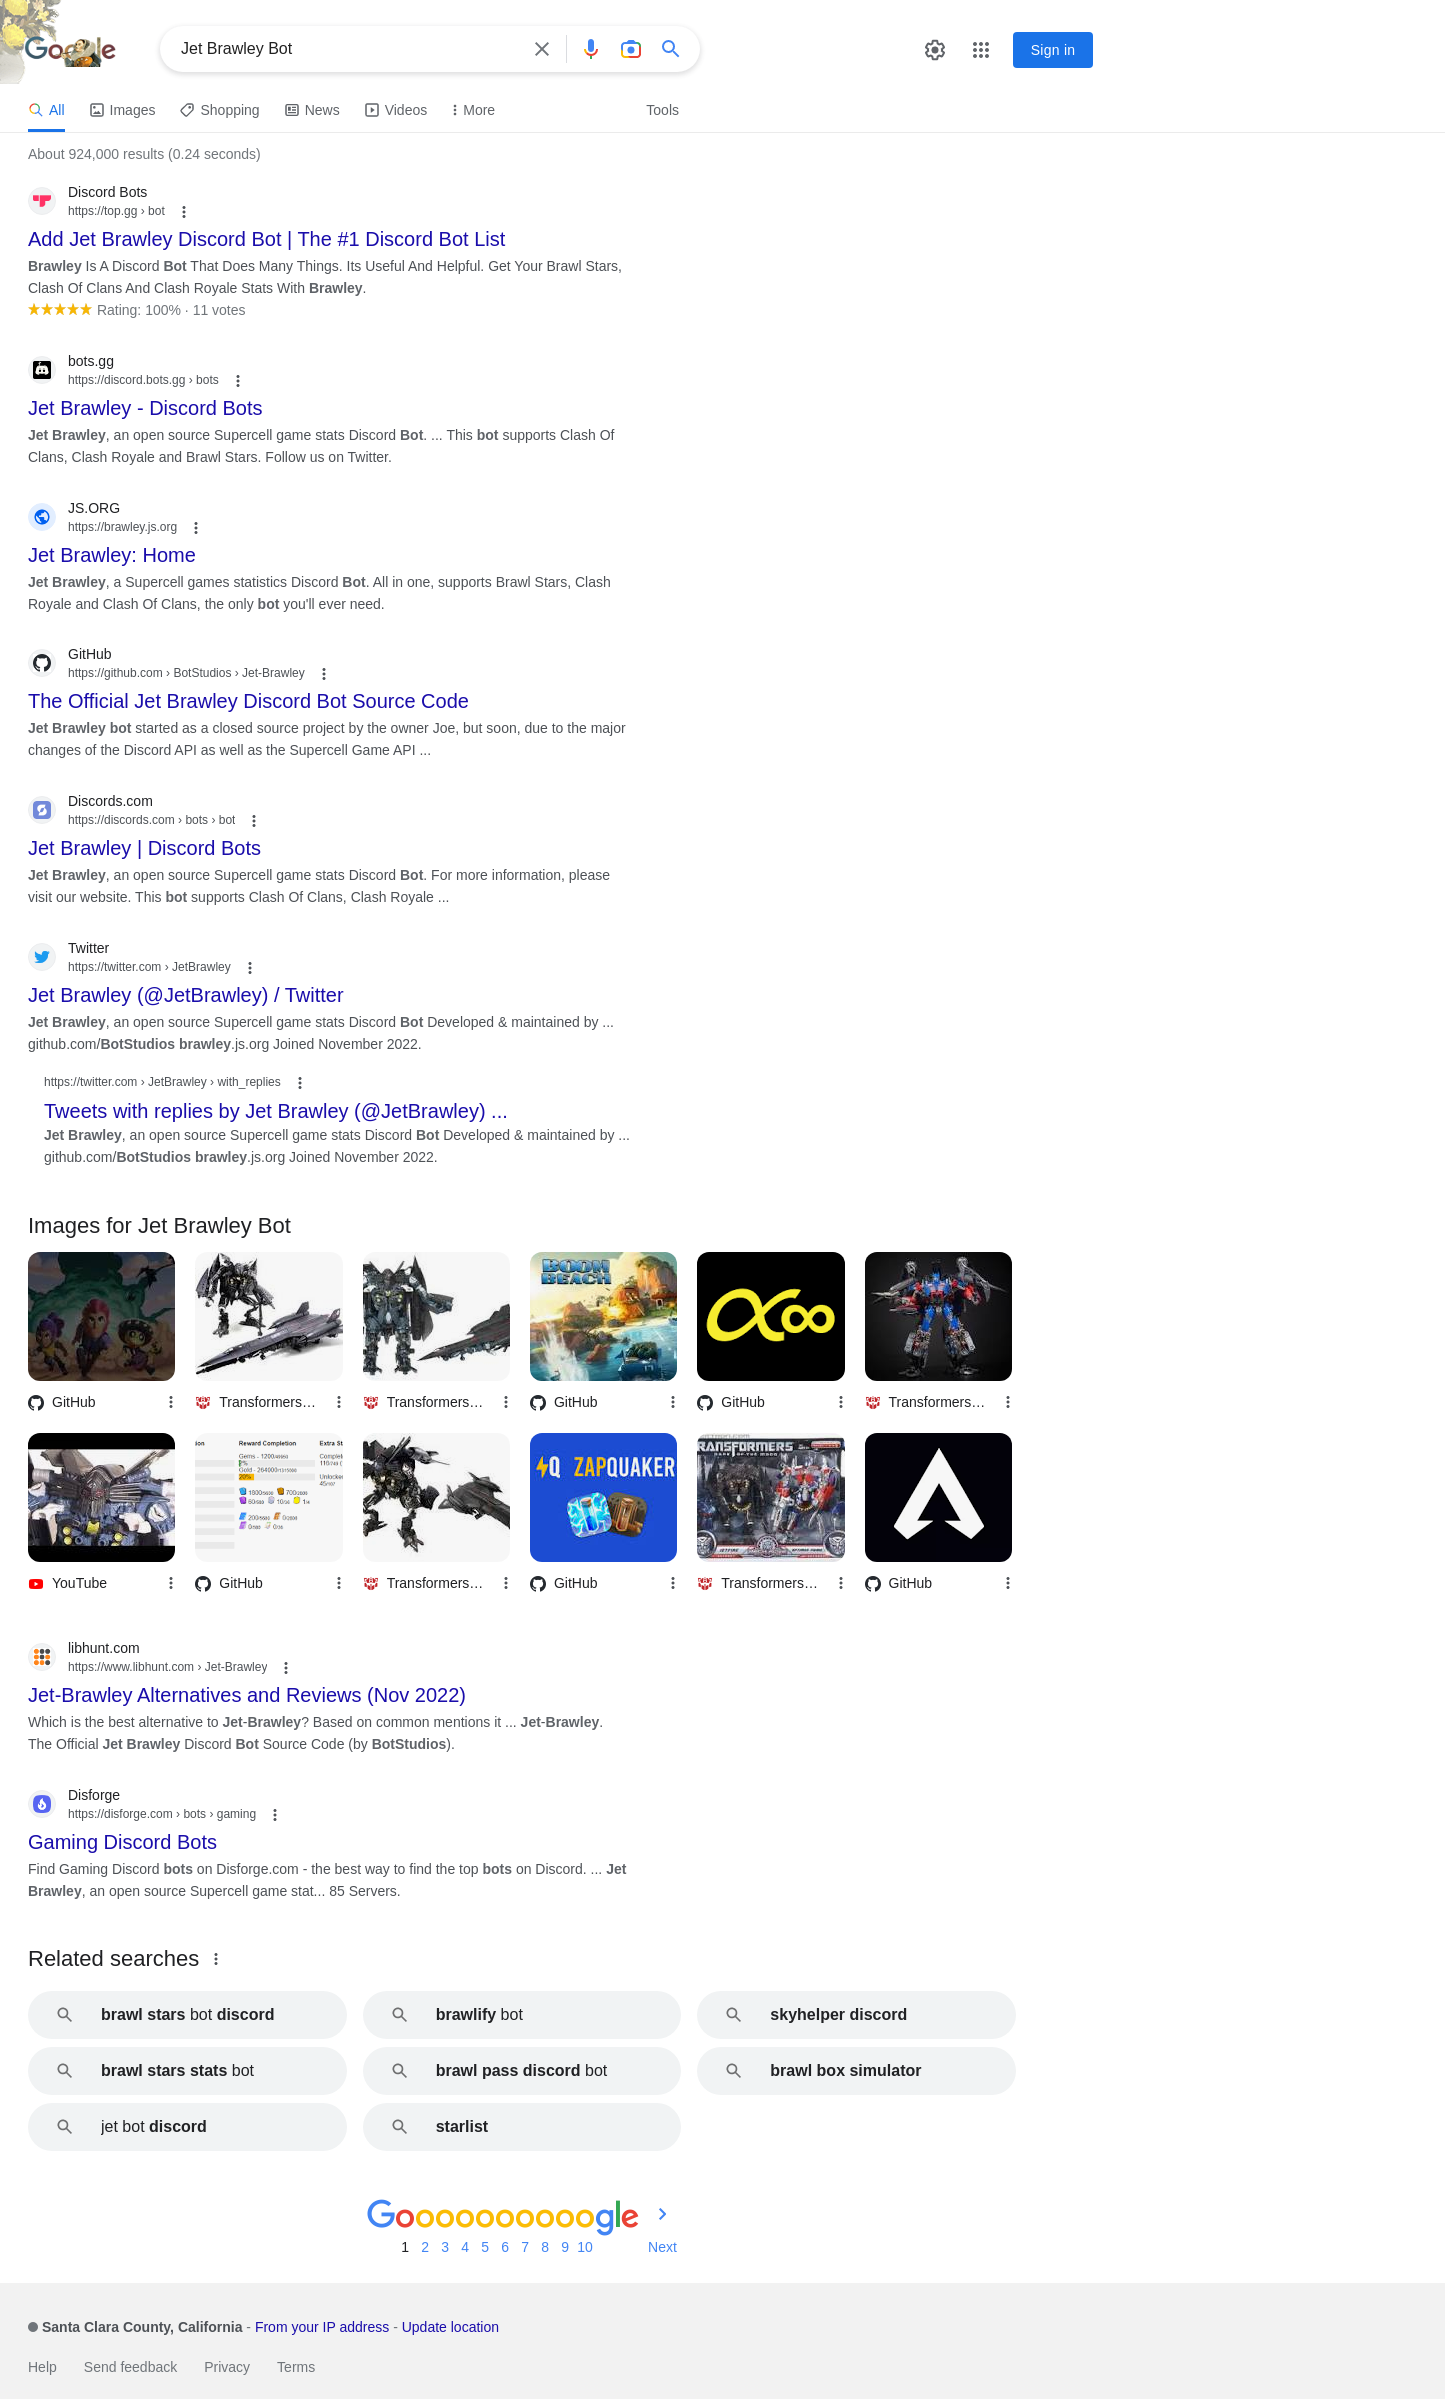 Google
Jet Brawley Bot
Sign in
All
Images
Shopping
News
Videos
More
Tools
About 924,000 results (0.24 seconds)
Discord Bots
https://top.gg › bot
Add Jet Brawley Discord Bot | The #1 Discord Bot List
Brawley Is A Discord Bot That Does Many Things. Its Useful And Helpful. Get Your Brawl Stars,
Clash Of Clans And Clash Royale Stats With Brawley.
Rating: 100% · 11 votes
bots.gg
https://discord.bots.gg › bots
Jet Brawley - Discord Bots
Jet Brawley, an open source Supercell game stats Discord Bot. ... This bot supports Clash Of
Clans, Clash Royale and Brawl Stars. Follow us on Twitter.
JS.ORG
https://brawley.js.org
Jet Brawley: Home
Jet Brawley, a Supercell games statistics Discord Bot. All in one, supports Brawl Stars, Clash
Royale and Clash Of Clans, the only bot you'll ever need.
GitHub
https://github.com › BotStudios › Jet-Brawley
The Official Jet Brawley Discord Bot Source Code
Jet Brawley bot started as a closed source project by the owner Joe, but soon, due to the major
changes of the Discord API as well as the Supercell Game API ...
Discords.com
https://discords.com › bots › bot
Jet Brawley | Discord Bots
Jet Brawley, an open source Supercell game stats Discord Bot. For more information, please
visit our website. This bot supports Clash Of Clans, Clash Royale ...
Twitter
https://twitter.com › JetBrawley
Jet Brawley (@JetBrawley) / Twitter
Jet Brawley, an open source Supercell game stats Discord Bot Developed & maintained by ...
github.com/BotStudios brawley.js.org Joined November 2022.
https://twitter.com › JetBrawley › with_replies
Tweets with replies by Jet Brawley (@JetBrawley) ...
Jet Brawley, an open source Supercell game stats Discord Bot Developed & maintained by ...
github.com/BotStudios brawley.js.org Joined November 2022.
Images for Jet Brawley Bot
BOOM
BEACH
GitHub
Transformers…
Transformers…
GitHub
GitHub
Transformers…
Reward Completion
ZAPQUAKER
TRANSFORMERS
YouTube
GitHub
Transformers…
GitHub
Transformers…
GitHub
libhunt.com
https://www.libhunt.com › Jet-Brawley
Jet-Brawley Alternatives and Reviews (Nov 2022)
Which is the best alternative to Jet-Brawley? Based on common mentions it ... Jet-Brawley.
The Official Jet Brawley Discord Bot Source Code (by BotStudios).
Disforge
https://disforge.com › bots › gaming
Gaming Discord Bots
Find Gaming Discord bots on Disforge.com - the best way to find the top bots on Discord. ... Jet
Brawley, an open source Supercell game stat... 85 Servers.
Related searches
brawl stars bot discord
brawlify bot
skyhelper discord
brawl stars stats bot
brawl pass discord bot
brawl box simulator
jet bot discord
starlist
Goooooooooogle
1 2 3 4 5 6 7 8 9 10 Next
Santa Clara County, California - From your IP address - Update location
Help Send feedback Privacy Terms